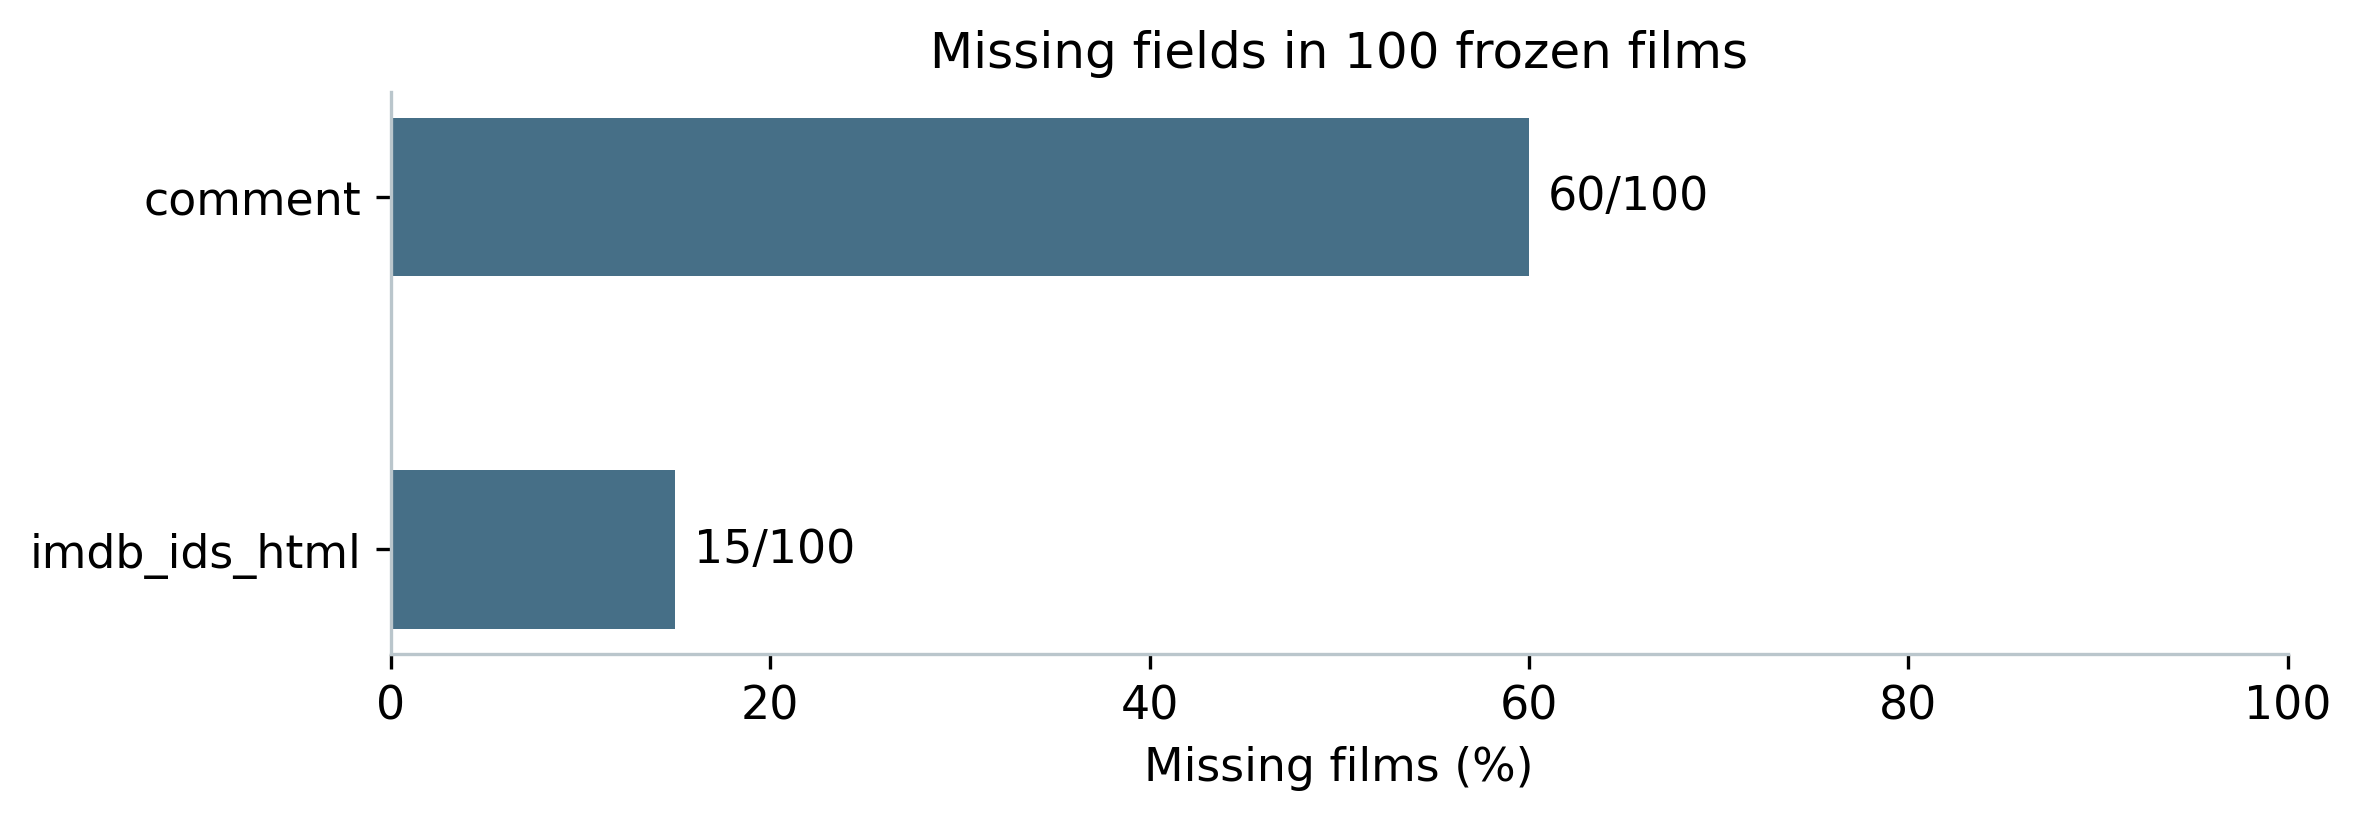 Missing fields in 100 frozen films
comment
60/100
imdb_ids_html
15/100
0 20 40 60 80 100
Missing films (%)